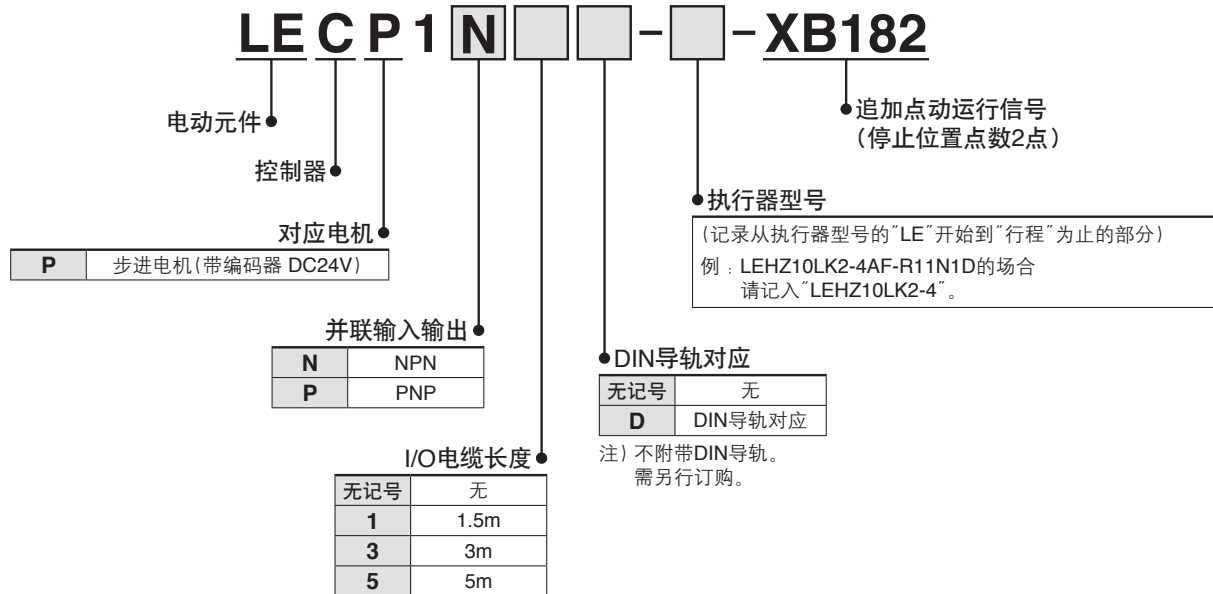 LECP1N□□-□-XB182
追加点动运行信号
（停止位置点数2点）
电动元件
控制器
执行器型号
（记录从执行器型号的″LE″开始到″行程″为止的部分）
例：LEHZ10LK2-4AF-R11N1D的场合
请记入″LEHZ10LK2-4″。
对应电机
P 步进电机（带编码器 DC24V）
并联输入输出
N NPN
P PNP
DIN导轨对应
无记号 无
D DIN导轨对应
注）不附带DIN导轨。
需另行订购。
I/O电缆长度
无记号 无
1 1.5m
3 3m
5 5m